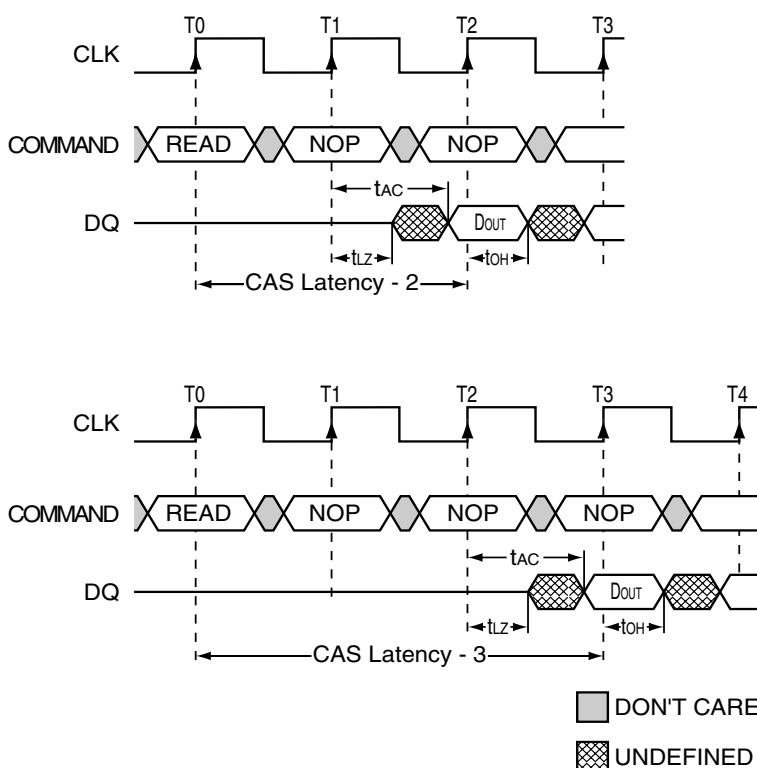 T0 T1 T2 T3
CLK
COMMAND READ NOP NOP
tAC
DQ DOUT
tLZ tOH
CAS Latency - 2
T0 T1 T2 T3 T4
CLK
COMMAND READ NOP NOP NOP
tAC
DQ DOUT
tLZ tOH
CAS Latency - 3
DON'T CARE
UNDEFINED